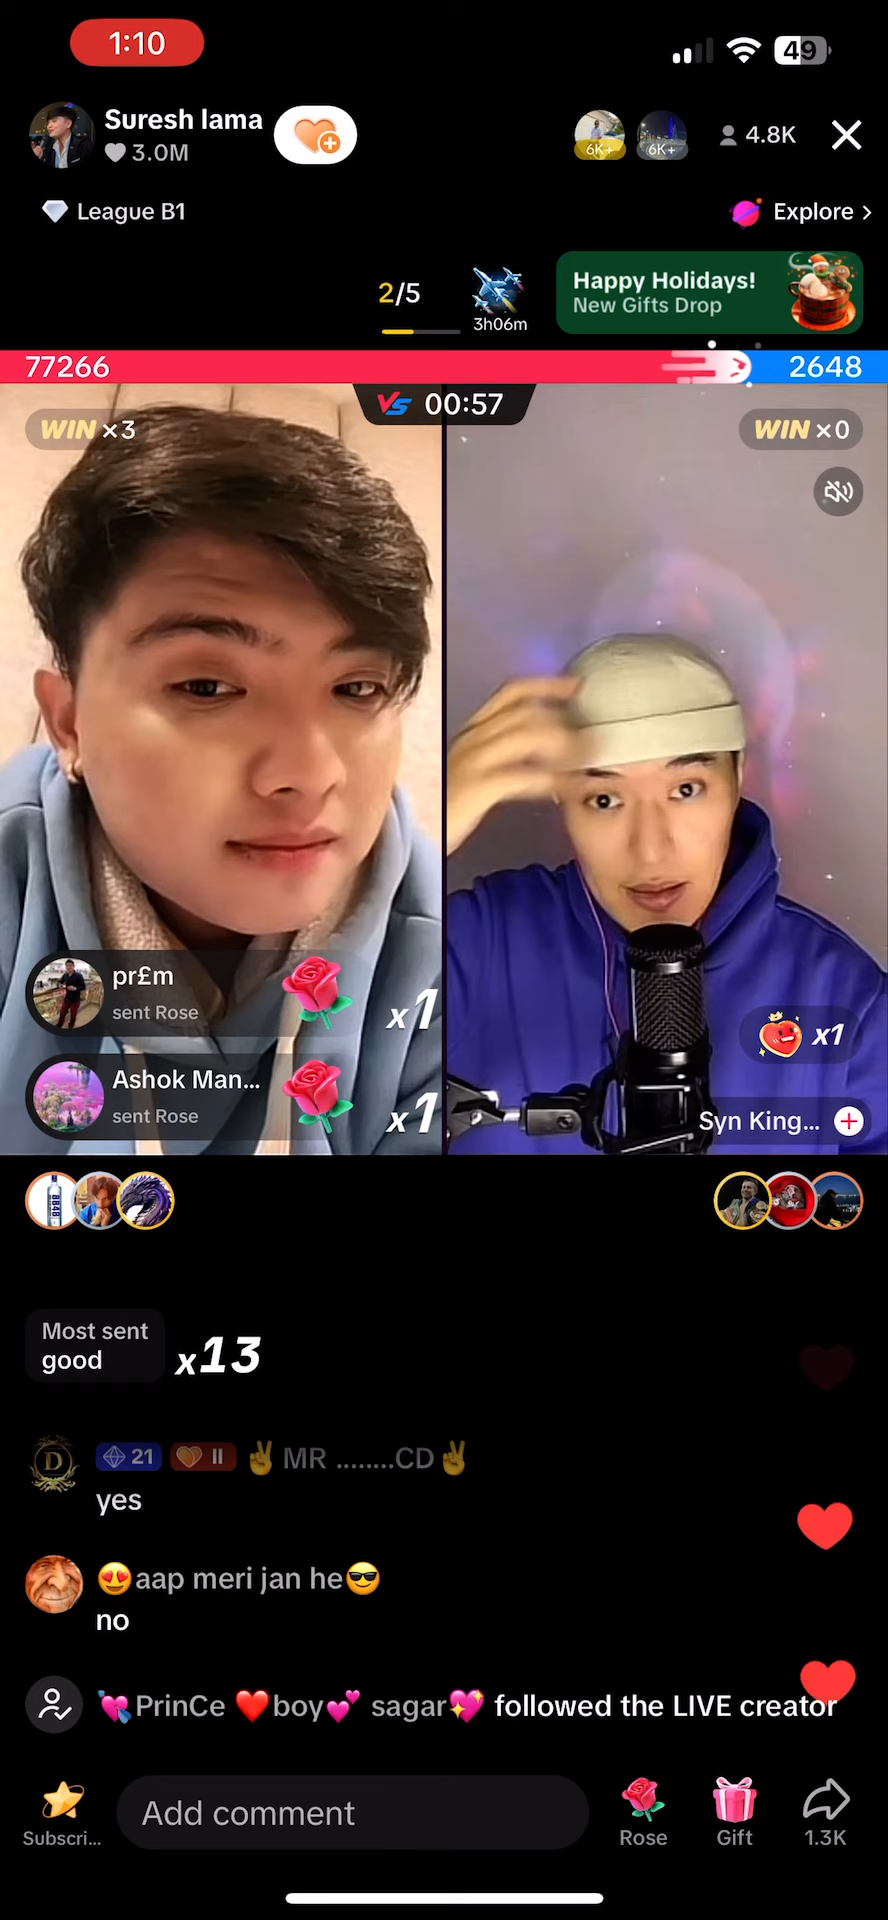 1:10
49
Suresh lama
3.0M
6K+
6K+
4.8K
League B1
Explore >
2/5
3h06m
Happy Holidays!
New Gifts Drop
77266
2648
VS 00:57
WIN x3
WIN x0
pr£m
sent Rose
x1
Ashok Man...
sent Rose
x1
x1
Syn King...
8848
Most sent
good
x13
D
21
II
✌️MR ........CD✌️
yes
😍aap meri jan he😎
no
💘PrinCe ❤️boy💕 sagar💖 followed the LIVE creator
Subscri...
Add comment
Rose
Gift
1.3K